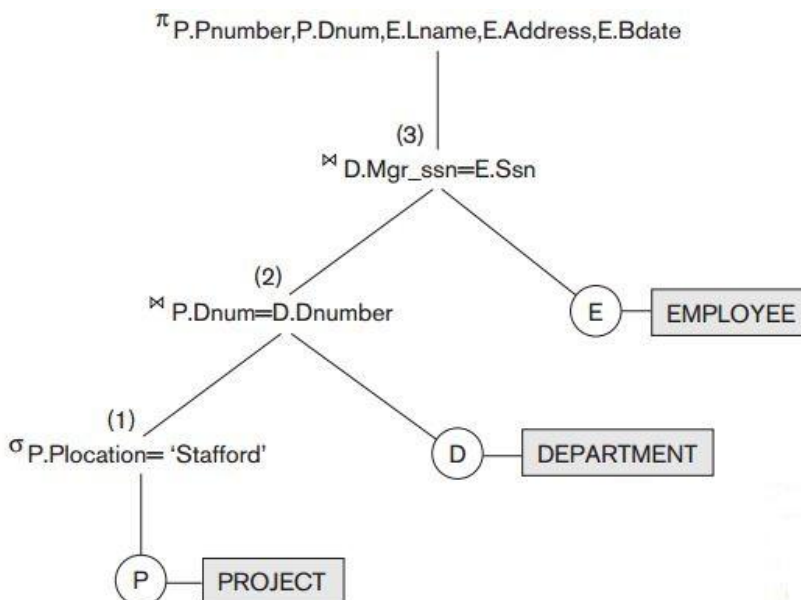 π P.Pnumber,P.Dnum,E.Lname,E.Address,E.Bdate
(3)
⋈ D.Mgr_ssn=E.Ssn
(2)
⋈ P.Dnum=D.Dnumber
E EMPLOYEE
(1)
σ P.Plocation= ‘Stafford’
D DEPARTMENT
P PROJECT